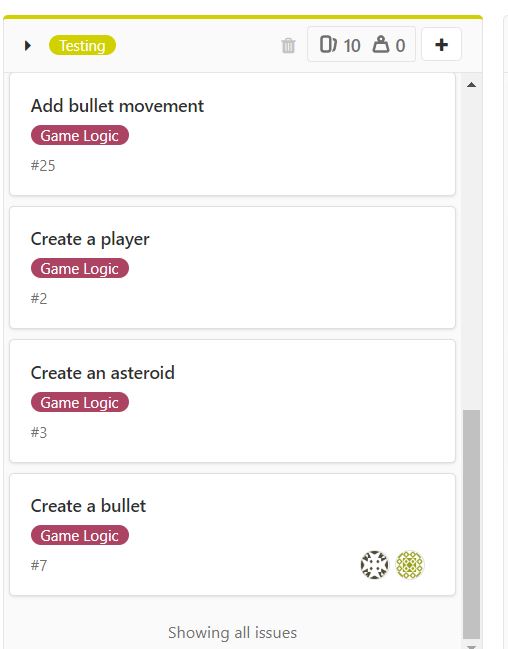 Testing
10 0
Add bullet movement
Game Logic
#25
Create a player
Game Logic
#2
Create an asteroid
Game Logic
#3
Create a bullet
Game Logic
#7
Showing all issues